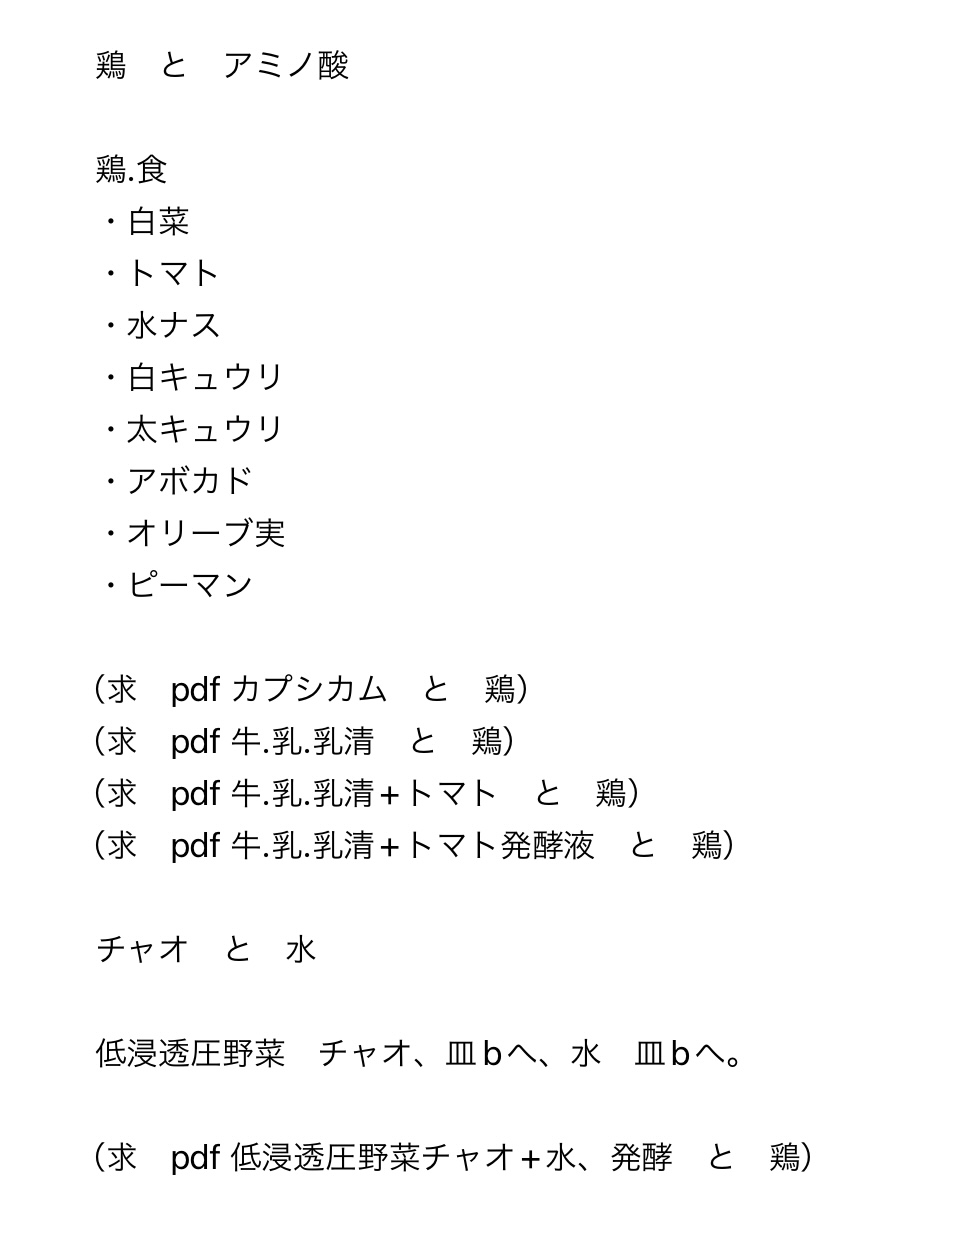 鶏　と　アミノ酸
鶏.食
・白菜
・トマト
・水ナス
・白キュウリ
・太キュウリ
・アボカド
・オリーブ実
・ピーマン
（求　pdf カプシカム　と　鶏）
（求　pdf 牛.乳.乳清　と　鶏）
（求　pdf 牛.乳.乳清+トマト　と　鶏）
（求　pdf 牛.乳.乳清+トマト発酵液　と　鶏）
チャオ　と　水
低浸透圧野菜　チャオ、皿bへ、水　皿bへ。
（求　pdf 低浸透圧野菜チャオ+水、発酵　と　鶏）